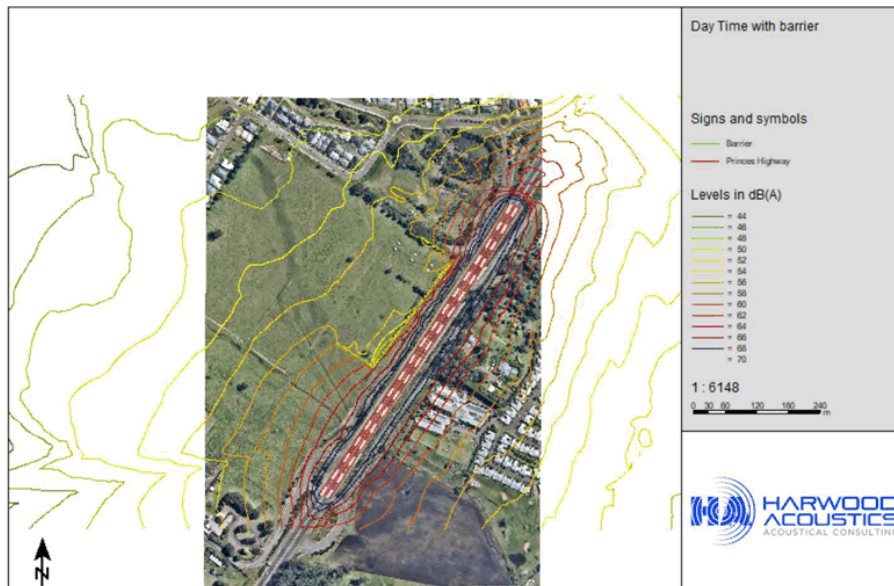 Day Time with barrier
Signs and symbols
Barrier
Princes Highway
Levels in dB(A)
= 44
= 46
= 48
= 50
= 52
= 54
= 56
= 58
= 60
= 62
= 64
= 66
= 68
= 70
1 : 6148
0 30 60 120 180 240
m
N
HA HARWOOD
ACOUSTICS
ACOUSTICAL CONSULTING